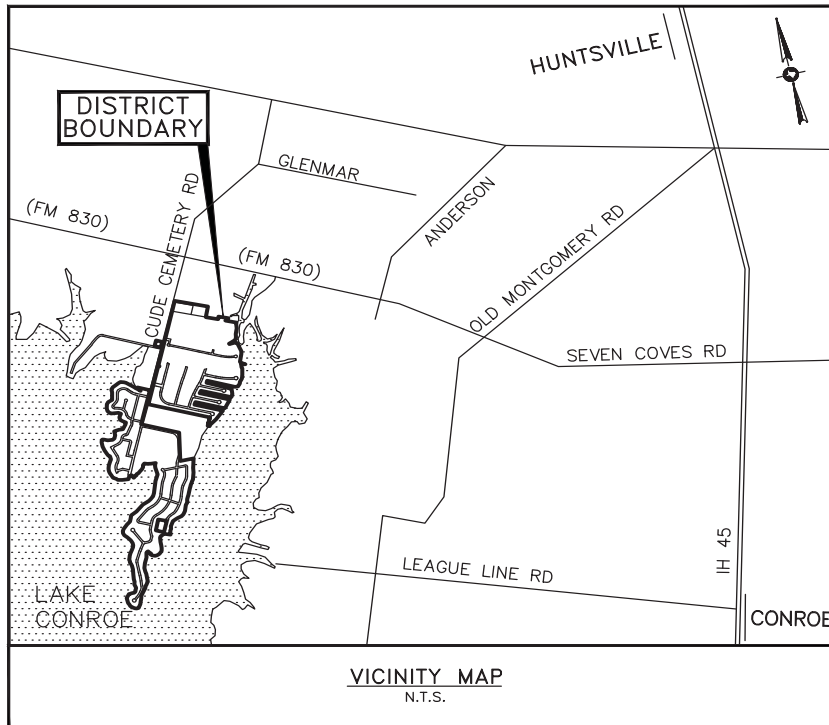 HUNTSVILLE
DISTRICT
BOUNDARY
GLENMAR
CUDE CEMETERY RD
ANDERSON
(FM 830)
(FM 830)
OLD MONTGOMERY RD
SEVEN COVES RD
IH 45
LEAGUE LINE RD
LAKE
CONROE
CONROE
VICINITY MAP
N.T.S.